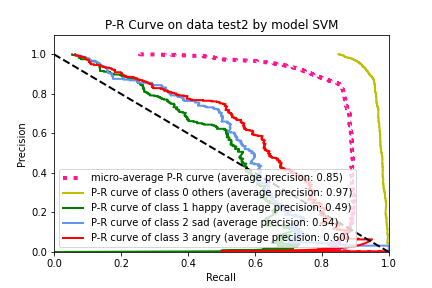 P-R Curve on data test2 by model SVM
1.0
0.8
0.6
0.4
0.2
0.0
Precision
micro-average P-R curve (average precision: 0.85)
P-R curve of class 0 others (average precision: 0.97)
P-R curve of class 1 happy (average precision: 0.49)
P-R curve of class 2 sad (average precision: 0.54)
P-R curve of class 3 angry (average precision: 0.60)
0.0 0.2 0.4 0.6 0.8 1.0
Recall